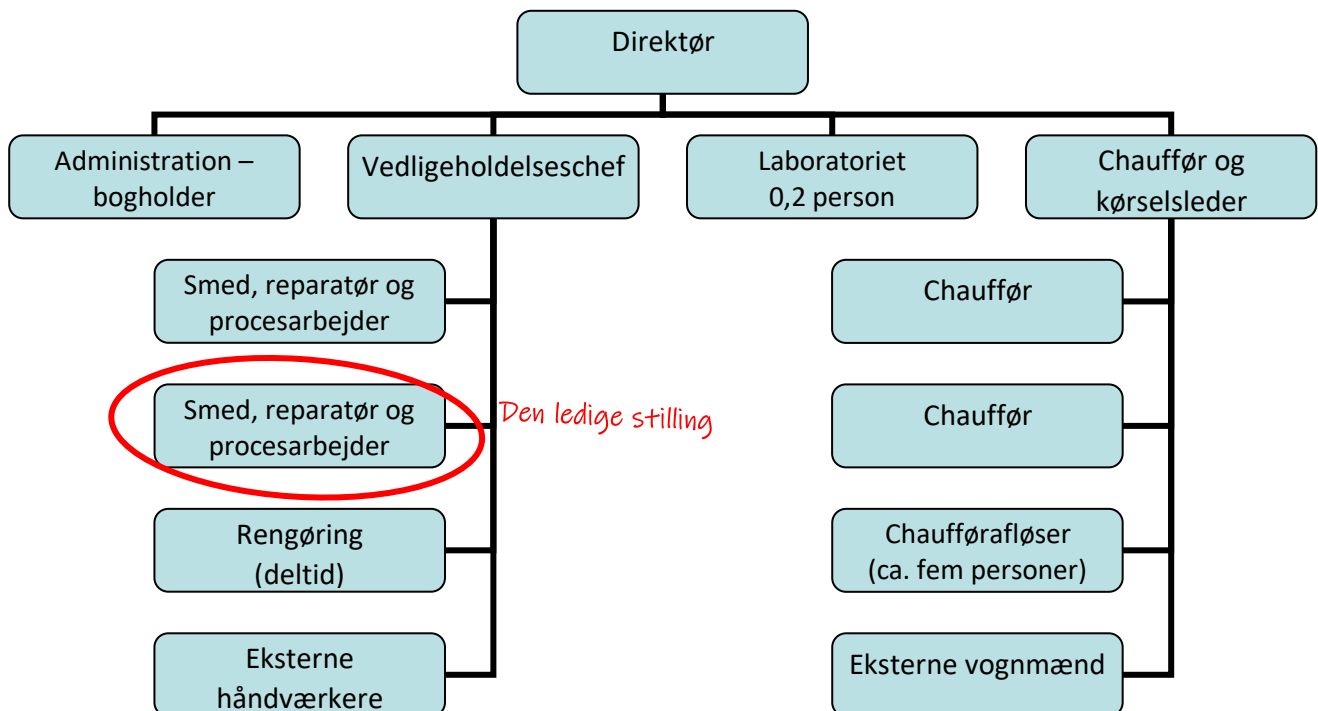 Direktør
Administration –
bogholder
Vedligeholdelseschef
Laboratoriet
0,2 person
Chauffør og
kørselsleder
Smed, reparatør og
procesarbejder
Chauffør
Smed, reparatør og
procesarbejder
Den ledige stilling
Chauffør
Rengøring
(deltid)
Chaufførafløser
(ca. fem personer)
Eksterne
håndværkere
Eksterne vognmænd